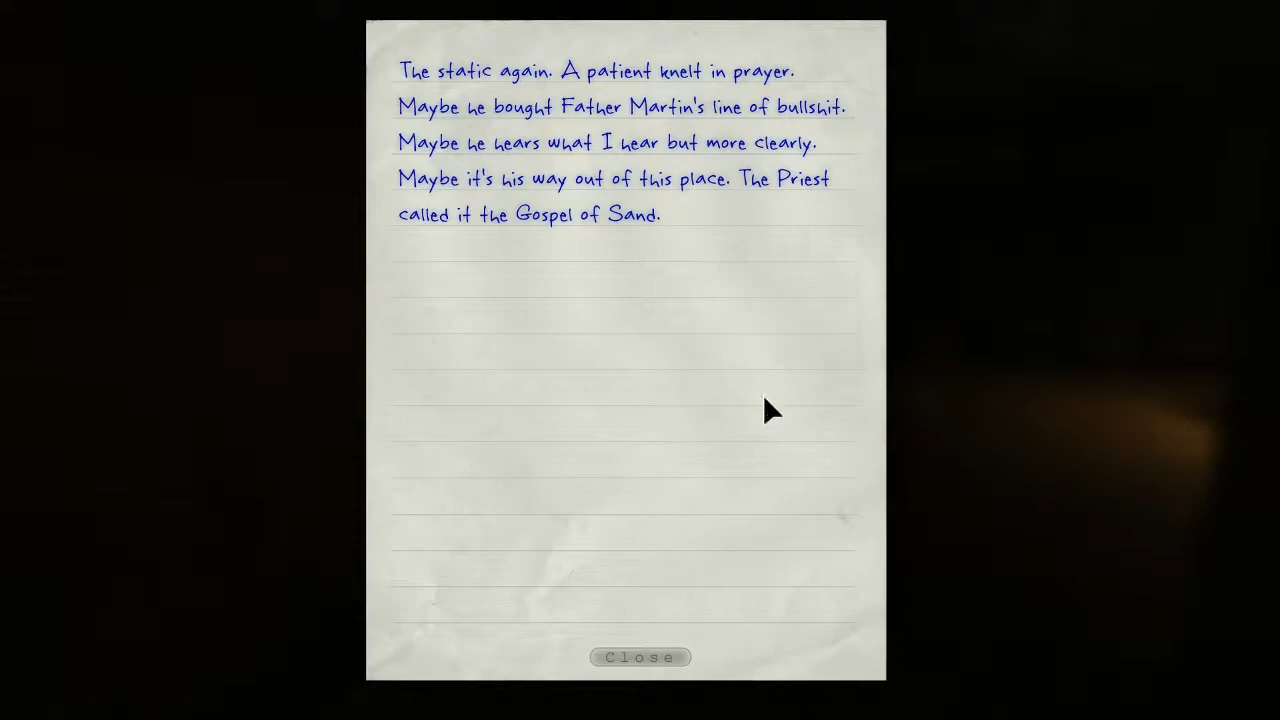 The static again. A patient knelt in prayer.
Maybe he bought Father Martin's line of bullshit.
Maybe he hears what I hear but more clearly.
Maybe it's his way out of this place. The Priest
called it the Gospel of Sand.
Close